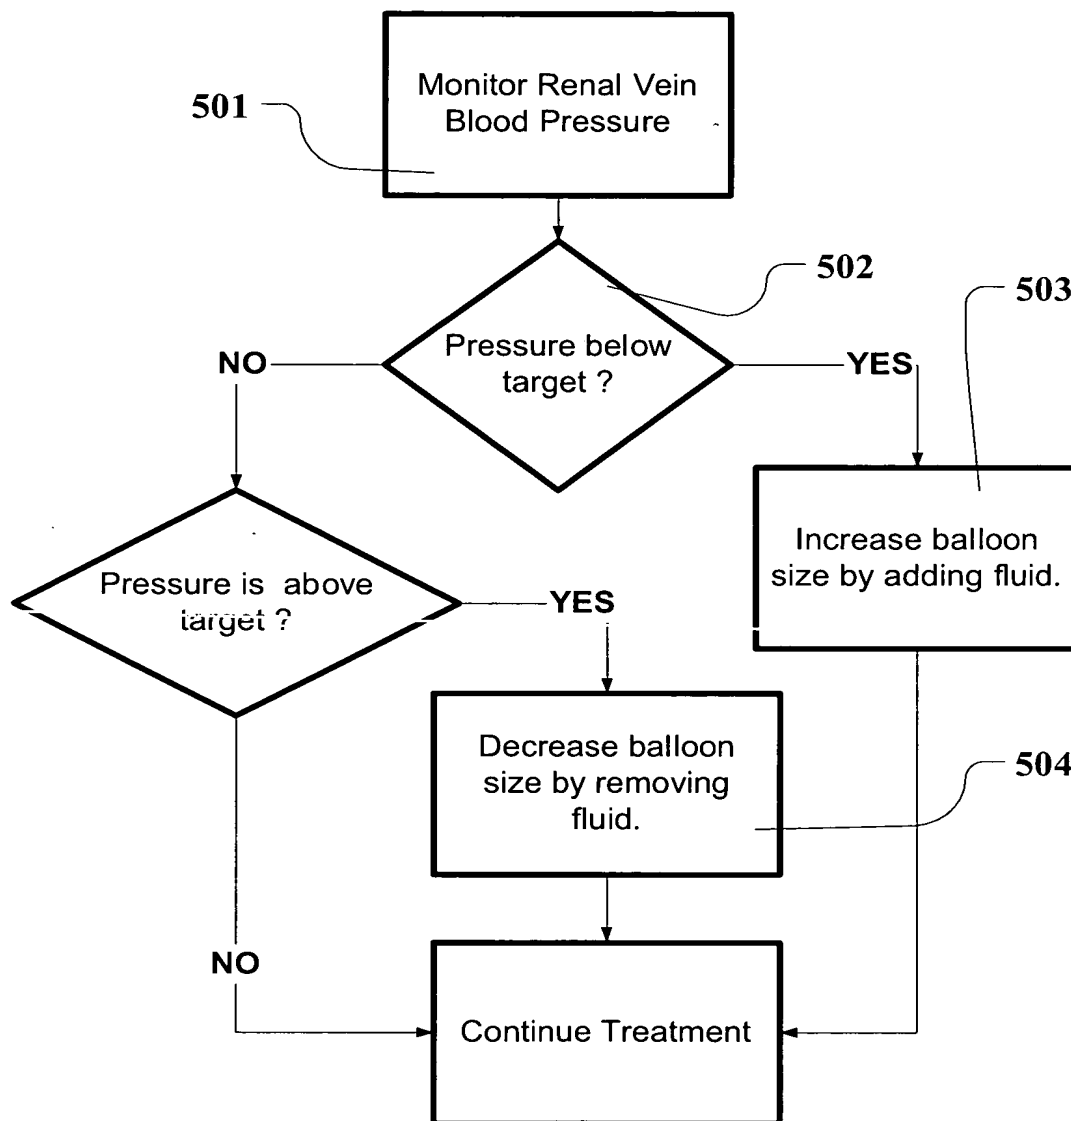 Monitor Renal Vein
Blood Pressure
501
502
Pressure below
target ?
NO
YES
503
Increase balloon
size by adding fluid.
Pressure is above
target ?
YES
Decrease balloon
size by removing
fluid.
504
NO
Continue Treatment